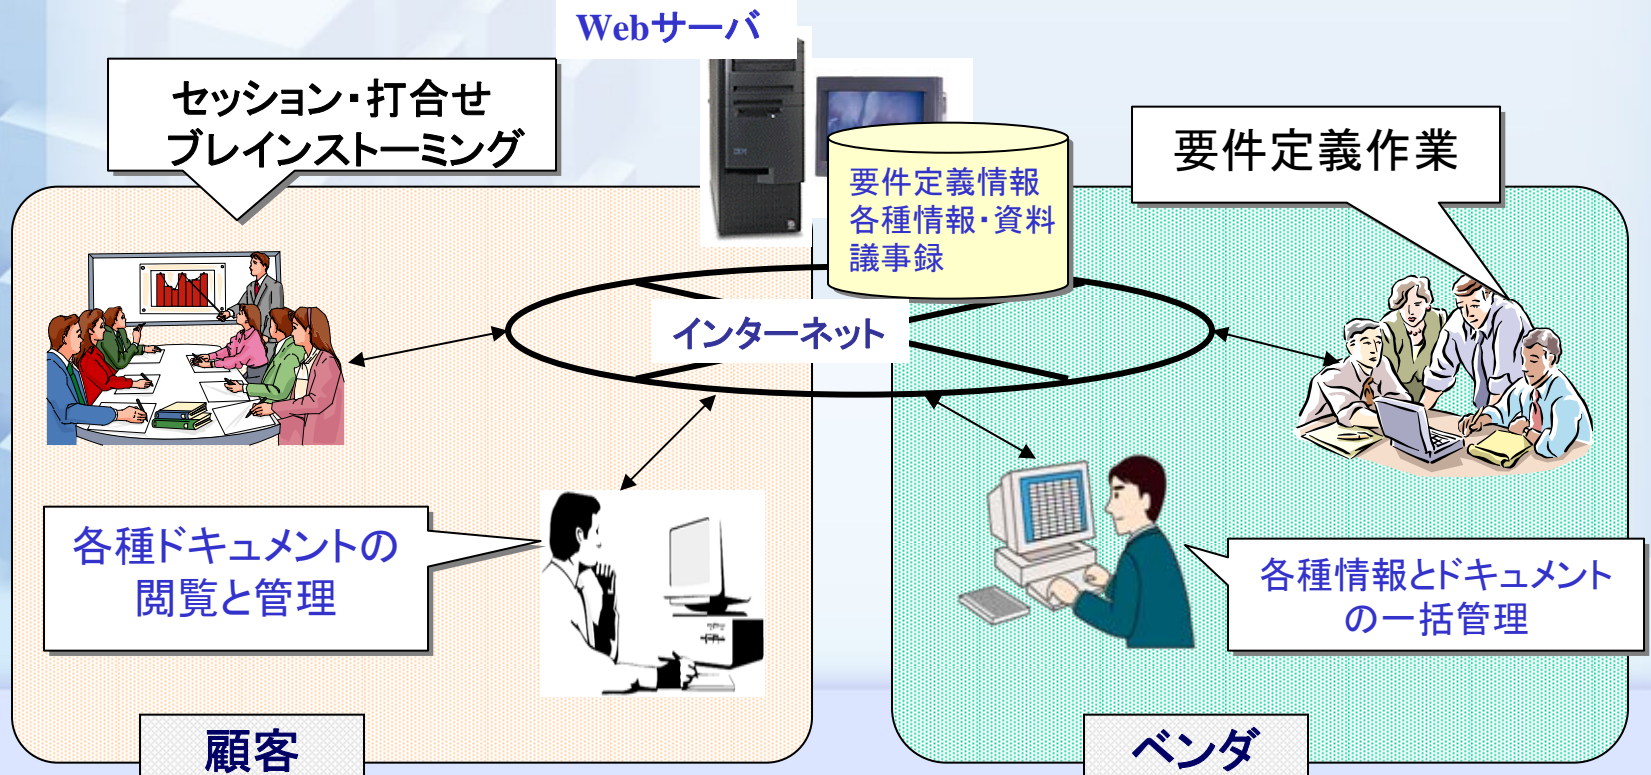 Webサーバ
セッション・打合せ
ブレインストーミング
要件定義作業
要件定義情報
各種情報・資料
議事録
インターネット
各種ドキュメントの
閲覧と管理
各種情報とドキュメント
の一括管理
顧客
ベンダ